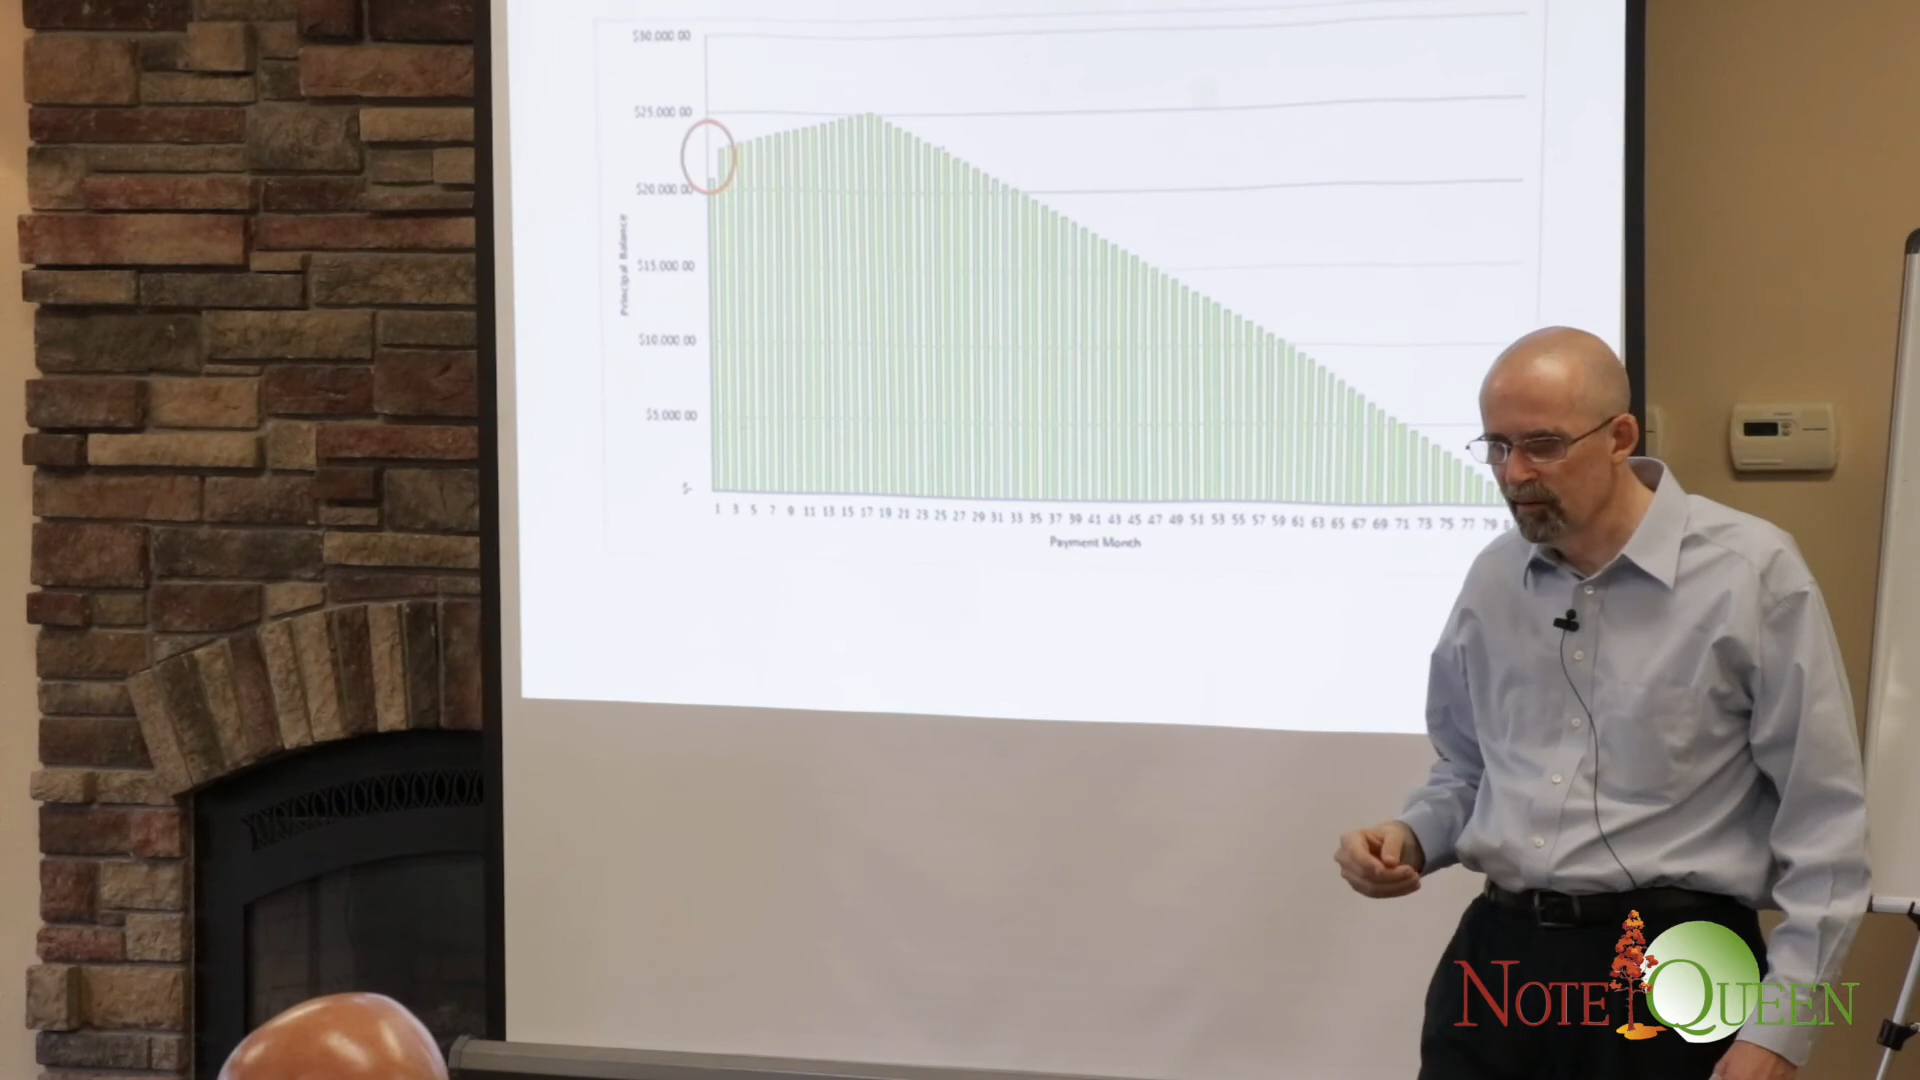 $30,000.00
$25,000.00
$20,000.00
$15,000.00
$10,000.00
$5,000.00
$-
Principal Balance
1 3 5 7 9 11 13 15 17 19 21 23 25 27 29 31 33 35 37 39 41 43 45 47 49 51 53 55 57 59 61 63 65 67 69 71 73 75 77 79
Payment Month
NOTE QUEEN